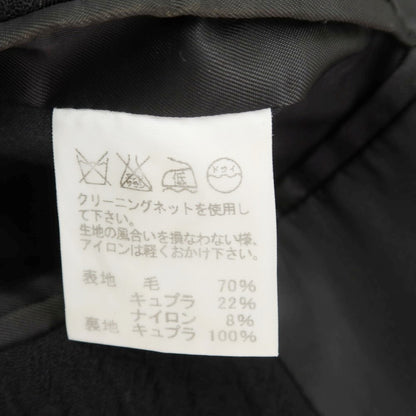 低 ドライ
クリーニングネットを使用し
て下さい。
生地の風合いを損なわない様、
アイロンは軽くおかけ下さい。
表地 毛 70%
キュプラ 22%
ナイロン 8%
裏地 キュプラ 100%